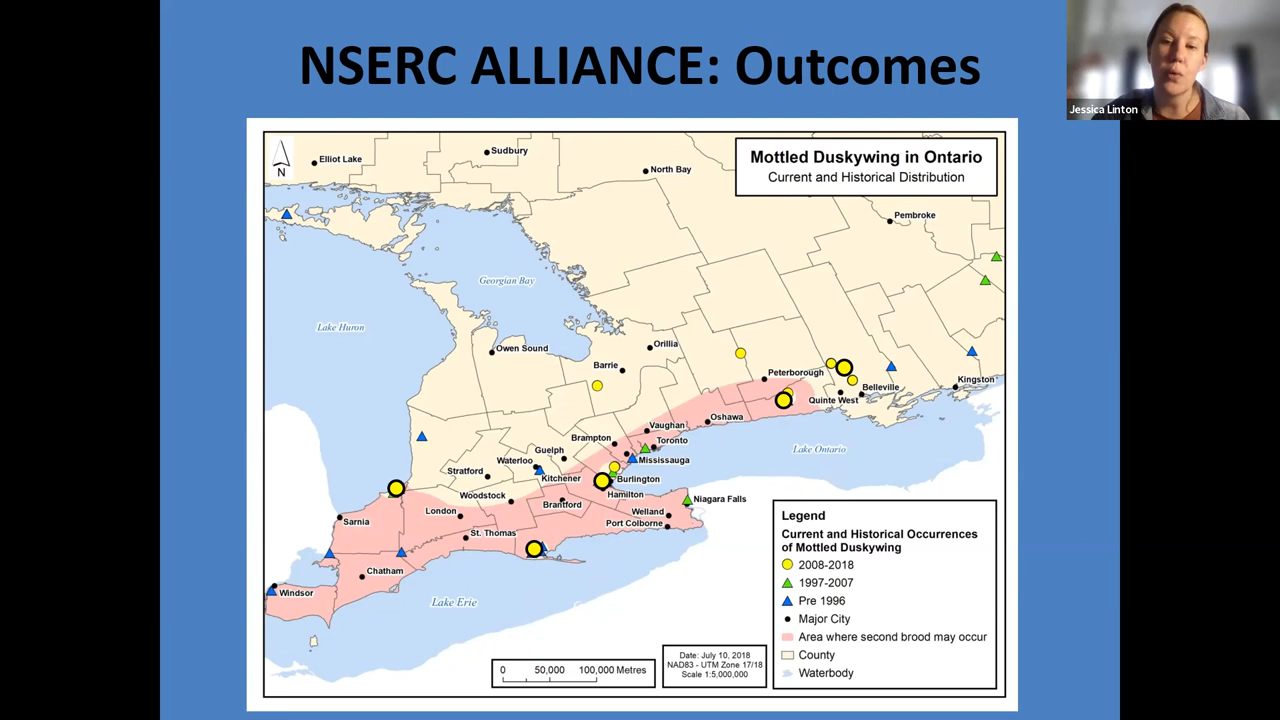 NSERC ALLIANCE: Outcomes
Jessica Linton
Mottled Duskywing in Ontario
Current and Historical Distribution
N
Elliot Lake
Sudbury
North Bay
Pembroke
Georgian Bay
Lake Huron
Owen Sound
Orillia
Barrie
Peterborough
Belleville
Kingston
Quinte West
Oshawa
Vaughan
Toronto
Brampton
Mississauga
Lake Ontario
Guelph
Waterloo
Kitchener
Stratford
Burlington
Hamilton
Woodstock
Brantford
Niagara Falls
Welland
Port Colborne
London
Sarnia
St. Thomas
Chatham
Windsor
Lake Erie
Legend
Current and Historical Occurrences
of Mottled Duskywing
2008-2018
1997-2007
Pre 1996
Major City
Area where second brood may occur
County
Waterbody
0 50,000 100,000 Metres
Date: July 10, 2018
NAD83 - UTM Zone 17/18
Scale 1:5,000,000